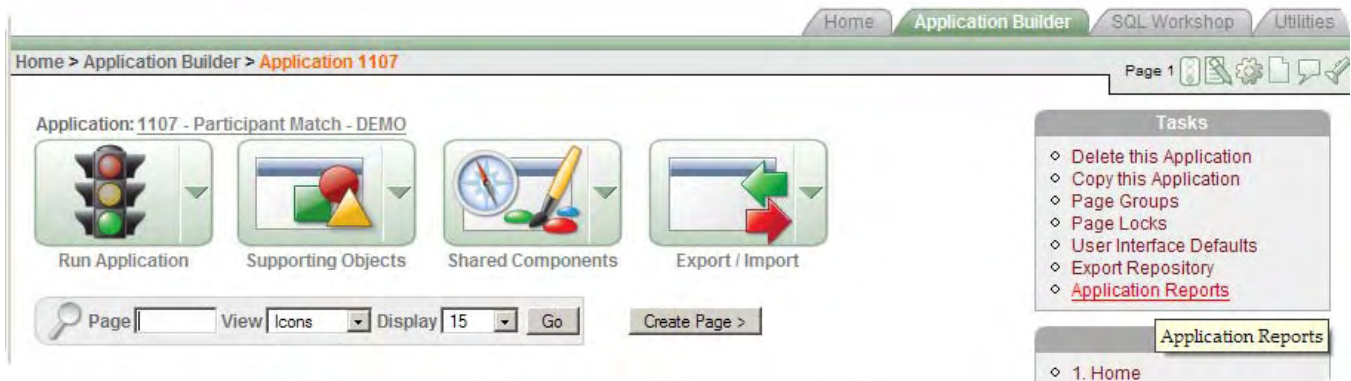 Home Application Builder SQL Workshop Utilities
Home > Application Builder > Application 1107
Page 1
Application: 1107 - Participant Match - DEMO
Run Application Supporting Objects Shared Components Export / Import
Page View Icons Display 15 Go Create Page >
Tasks
Delete this Application
Copy this Application
Page Groups
Page Locks
User Interface Defaults
Export Repository
Application Reports
Application Reports
1. Home